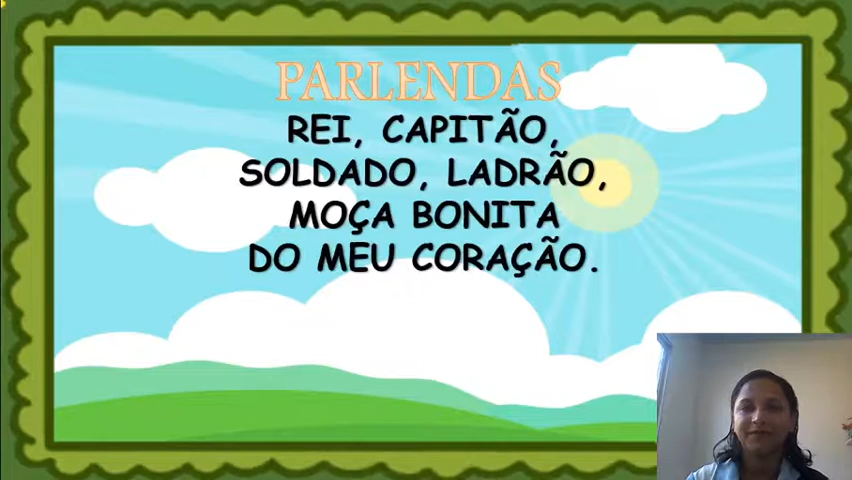 PARLENDAS
REI, CAPITÃO,
SOLDADO, LADRÃO,
MOÇA BONITA
DO MEU CORAÇÃO.